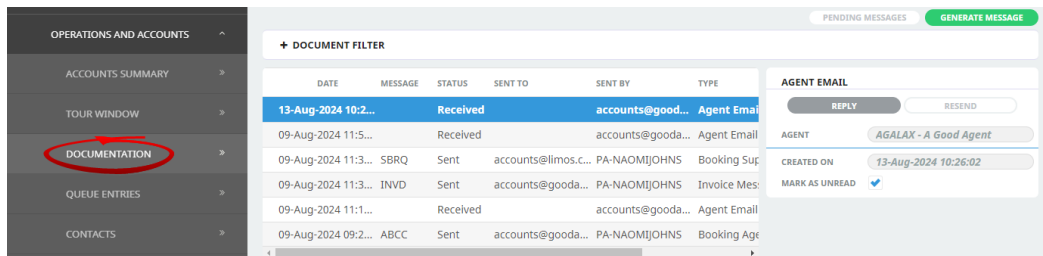 PENDING MESSAGES GENERATE MESSAGE
OPERATIONS AND ACCOUNTS
+ DOCUMENT FILTER
ACCOUNTS SUMMARY
TOUR WINDOW
DOCUMENTATION
QUEUE ENTRIES
CONTACTS
DATE MESSAGE STATUS SENT TO SENT BY TYPE
13-Aug-2024 10:2... Received accounts@good... Agent Emai
09-Aug-2024 11:5... Received accounts@gooda... Agent Email
09-Aug-2024 11:3... SBRQ Sent accounts@limos.c... PA-NAOMIJOHNS Booking Sup
09-Aug-2024 11:3... INVD Sent accounts@gooda... PA-NAOMIJOHNS Invoice Mes
09-Aug-2024 11:1... Received accounts@gooda... Agent Email
09-Aug-2024 09:2... ABCC Sent accounts@gooda... PA-NAOMIJOHNS Booking Age
AGENT EMAIL
REPLY RESEND
AGENT AGALAX - A Good Agent
CREATED ON 13-Aug-2024 10:26:02
MARK AS UNREAD